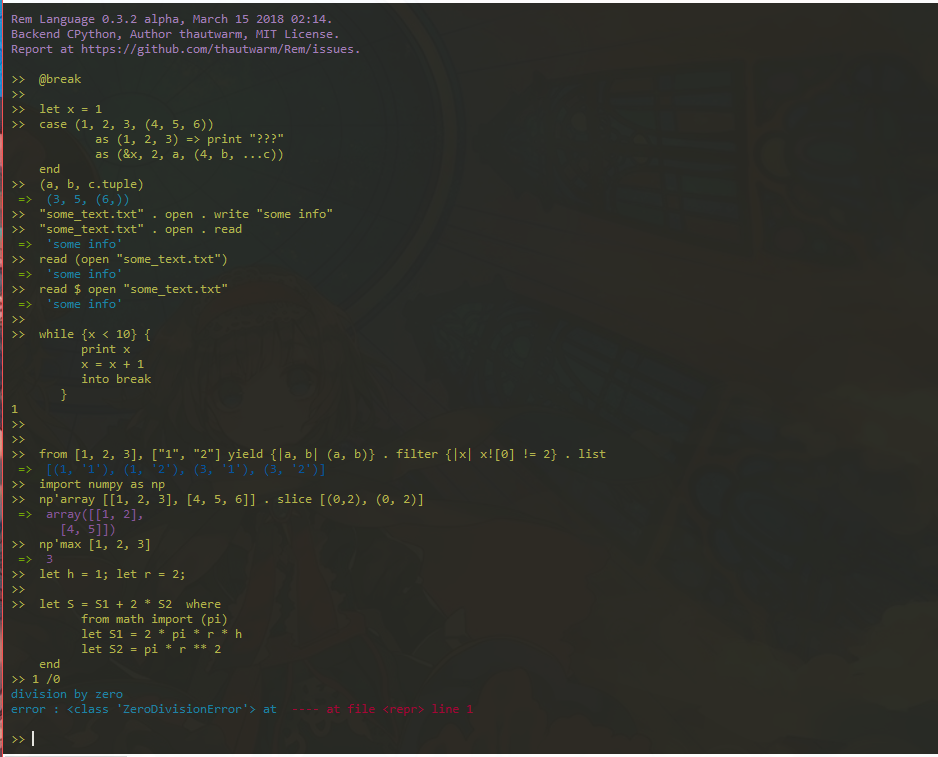 Rem Language 0.3.2 alpha, March 15 2018 02:14.
Backend CPython, Author thautwarm, MIT License.
Report at https://github.com/thautwarm/Rem/issues.
>> @break
>>
>> let x = 1
>> case (1, 2, 3, (4, 5, 6))
as (1, 2, 3) => print "???"
as (&x, 2, a, (4, b, ...c))
end
>> (a, b, c.tuple)
=> (3, 5, (6,))
>> "some_text.txt" . open . write "some info"
>> "some_text.txt" . open . read
=> 'some info'
>> read (open "some_text.txt")
=> 'some info'
>> read $ open "some_text.txt"
=> 'some info'
>>
>> while {x < 10} {
print x
x = x + 1
into break
}
1
>>
>>
>> from [1, 2, 3], ["1", "2"] yield {|a, b| (a, b)} . filter {|x| x![0] != 2} . list
=> [(1, '1'), (1, '2'), (3, '1'), (3, '2')]
>> import numpy as np
>> np'array [[1, 2, 3], [4, 5, 6]] . slice [(0,2), (0, 2)]
=> array([[1, 2],
[4, 5]])
>> np'max [1, 2, 3]
=> 3
>> let h = 1; let r = 2;
>>
>> let S = S1 + 2 * S2  where
from math import (pi)
let S1 = 2 * pi * r * h
let S2 = pi * r ** 2
end
>> 1 /0
division by zero
error : <class 'ZeroDivisionError'> at  ---- at file <repr> line 1
>>